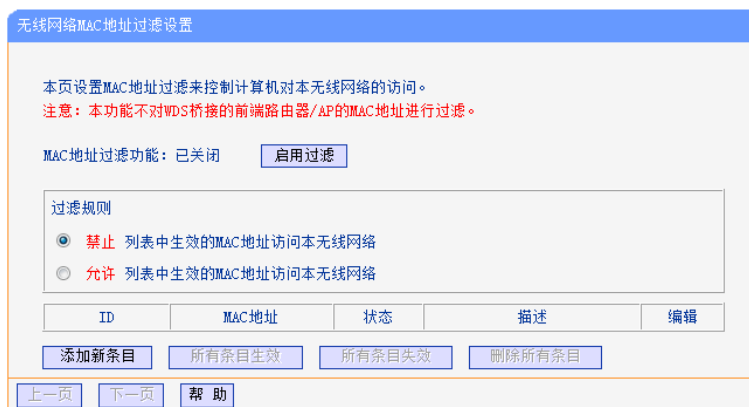 无线网络MAC地址过滤设置
本页设置MAC地址过滤来控制计算机对本无线网络的访问。
注意：本功能不对WDS桥接的前端路由器/AP的MAC地址进行过滤。
MAC地址过滤功能：已关闭 启用过滤
过滤规则
禁止 列表中生效的MAC地址访问本无线网络
允许 列表中生效的MAC地址访问本无线网络
ID MAC地址 状态 描述 编辑
添加新条目 所有条目生效 所有条目失效 删除所有条目
上一页 下一页 帮 助